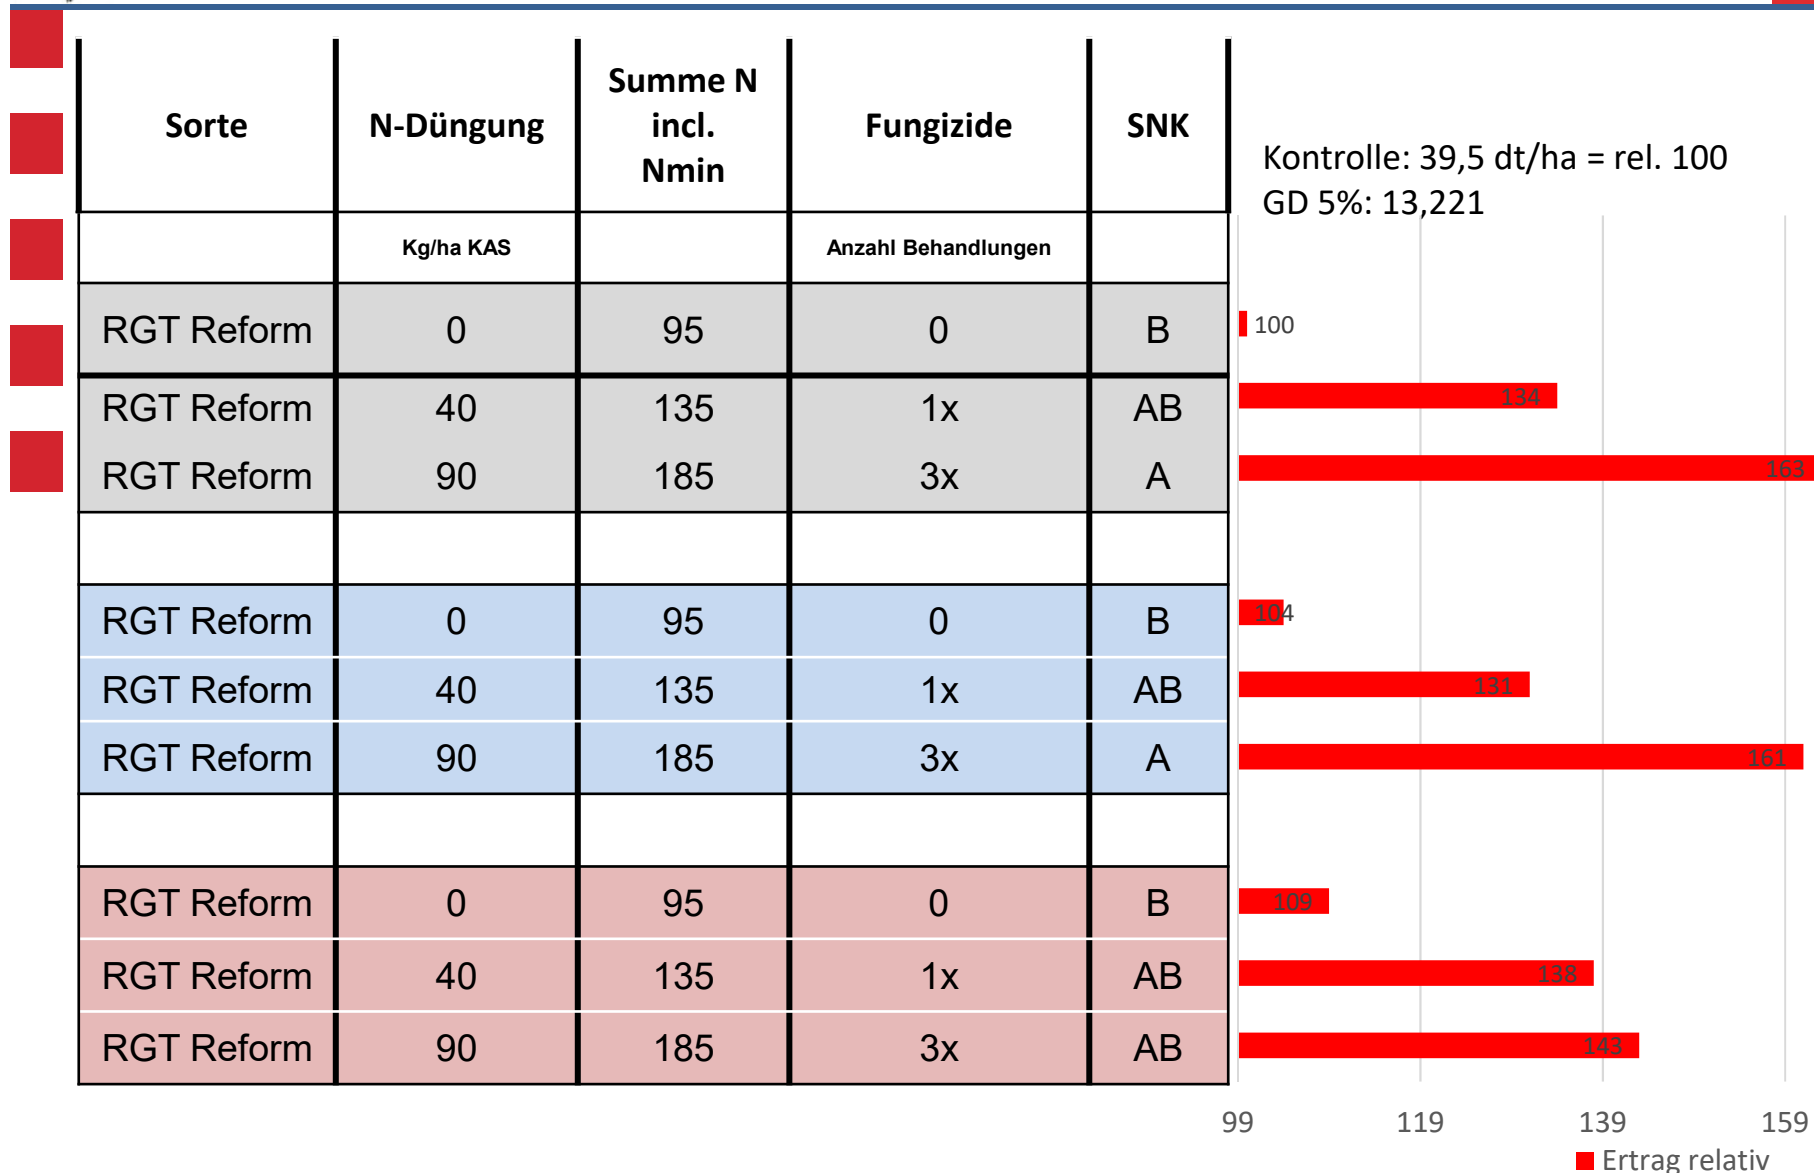 Sorte
N-Düngung
Summe N
incl.
Nmin
Fungizide
SNK
Kontrolle: 39,5 dt/ha = rel. 100
GD 5%: 13,221
Kg/ha KAS
Anzahl Behandlungen
RGT Reform 0 95 0 B 100
RGT Reform 40 135 1x AB 134
RGT Reform 90 185 3x A 163
RGT Reform 0 95 0 B 104
RGT Reform 40 135 1x AB 131
RGT Reform 90 185 3x A 161
RGT Reform 0 95 0 B 109
RGT Reform 40 135 1x AB 138
RGT Reform 90 185 3x AB 143
99 119 139 159
Ertrag relativ